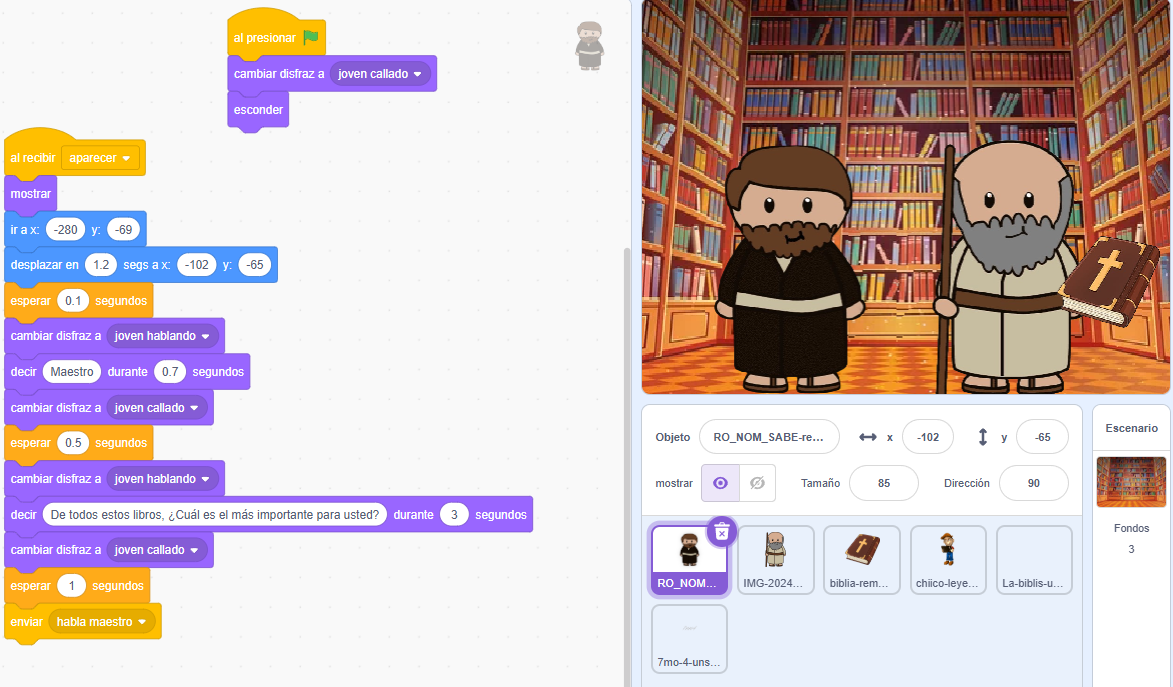 al presionar
cambiar disfraz a joven callado
esconder
al recibir aparecer
mostrar
ir a x: -280 y: -69
desplazar en 1.2 segs a x: -102 y: -65
esperar 0.1 segundos
cambiar disfraz a joven hablando
decir Maestro durante 0.7 segundos
cambiar disfraz a joven callado
esperar 0.5 segundos
cambiar disfraz a joven hablando
decir De todos estos libros, ¿Cuál es el más importante para usted? durante 3 segundos
cambiar disfraz a joven callado
esperar 1 segundos
enviar habla maestro
Objeto RO_NOM_SABE-re... x -102 y -65
mostrar Tamaño 85 Dirección 90
RO_NOM... IMG-2024... biblia-rem... chiico-leye... La-biblis-u...
7mo-4-uns...
Escenario
Fondos
3